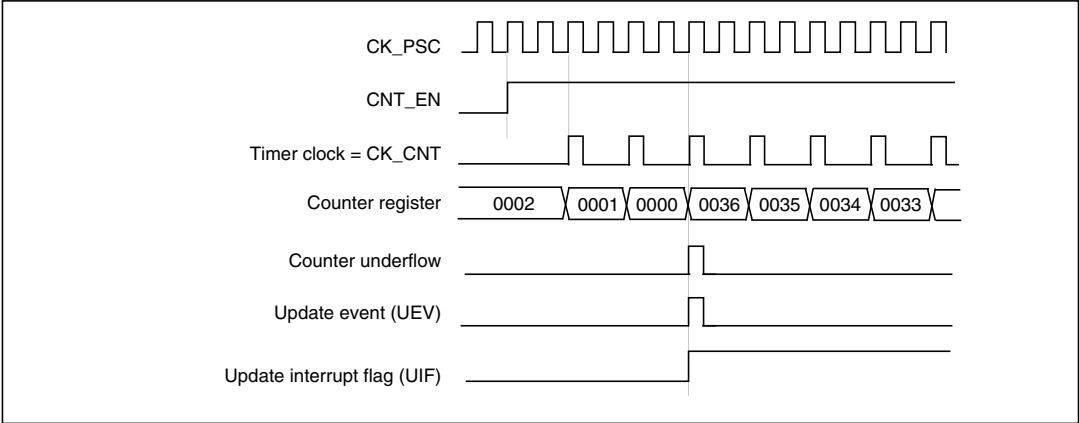 CK_PSC
CNT_EN
Timer clock = CK_CNT
Counter register 0002 0001 0000 0036 0035 0034 0033
Counter underflow
Update event (UEV)
Update interrupt flag (UIF)